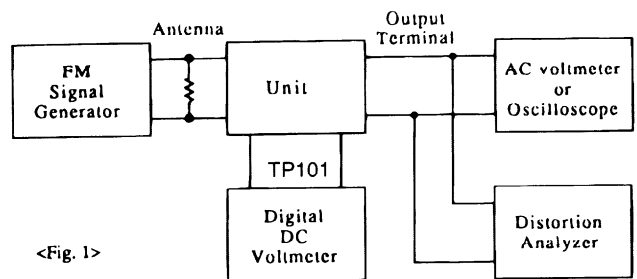 Antenna
Output
Terminal
FM
Signal
Generator
Unit
AC voltmeter
or
Oscilloscope
TP101
Digital
DC
Voltmeter
Distortion
Analyzer
<Fig. 1>